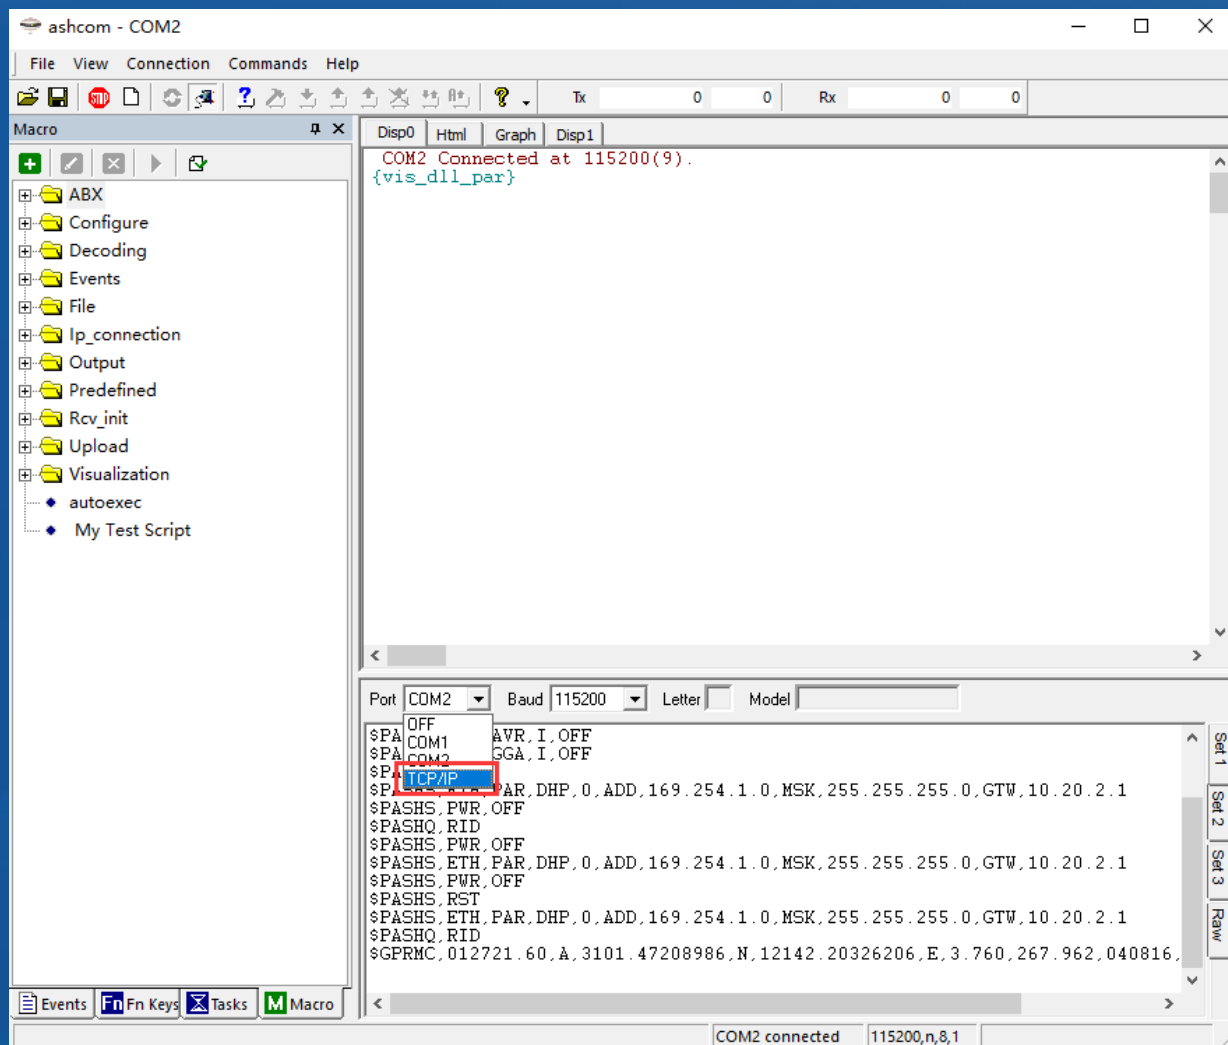 ashcom - COM2
File View Connection Commands Help
STOP
Tx 0 0 Rx 0 0
Macro
Disp0 Html Graph Disp1
COM2 Connected at 115200(9).
{vis_dll_par}
ABX
Configure
Decoding
Events
File
Ip_connection
Output
Predefined
Rcv_init
Upload
Visualization
autoexec
My Test Script
Port COM2 Baud 115200 Letter Model
OFF
COM1
COM2
TCP/IP
$PA AVR,I,OFF
$PA GGA,I,OFF
$PA
$PASHS,ETH,PAR,DHP,0,ADD,169.254.1.0,MSK,255.255.255.0,GTW,10.20.2.1
$PASHS,PWR,OFF
$PASHQ,RID
$PASHS,PWR,OFF
$PASHS,ETH,PAR,DHP,0,ADD,169.254.1.0,MSK,255.255.255.0,GTW,10.20.2.1
$PASHS,PWR,OFF
$PASHS,RST
$PASHS,ETH,PAR,DHP,0,ADD,169.254.1.0,MSK,255.255.255.0,GTW,10.20.2.1
$PASHQ,RID
$GPRMC,012721.60,A,3101.47208986,N,12142.20326206,E,3.760,267.962,040816,
Set 1
Set 2
Set 3
Raw
Events Fn Fn Keys Tasks M Macro
COM2 connected 115200,n,8,1